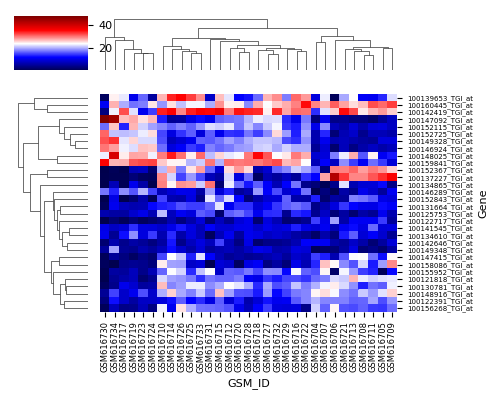 40
20
100139653_TGI_at
100160445_TGI_at
100142419_TGI_at
100147092_TGI_at
100152115_TGI_at
100152725_TGI_at
100149328_TGI_at
100146924_TGI_at
100148025_TGI_at
100159841_TGI_at
100152367_TGI_at
100137227_TGI_at
100134865_TGI_at
100146289_TGI_at
100152843_TGI_at
100131664_TGI_at
100125753_TGI_at
100122717_TGI_at
100141545_TGI_at
100134610_TGI_at
100142646_TGI_at
100149348_TGI_at
100147415_TGI_at
100158086_TGI_at
100155952_TGI_at
100121818_TGI_at
100130781_TGI_at
100148916_TGI_at
100122391_TGI_at
100156268_TGI_at
Gene
GSM616730
GSM616734
GSM616717
GSM616719
GSM616723
GSM616724
GSM616710
GSM616714
GSM616726
GSM616725
GSM616733
GSM616731
GSM616715
GSM616712
GSM616720
GSM616728
GSM616718
GSM616727
GSM616732
GSM616729
GSM616716
GSM616722
GSM616704
GSM616707
GSM616706
GSM616721
GSM616713
GSM616708
GSM616711
GSM616705
GSM616709
GSM_ID